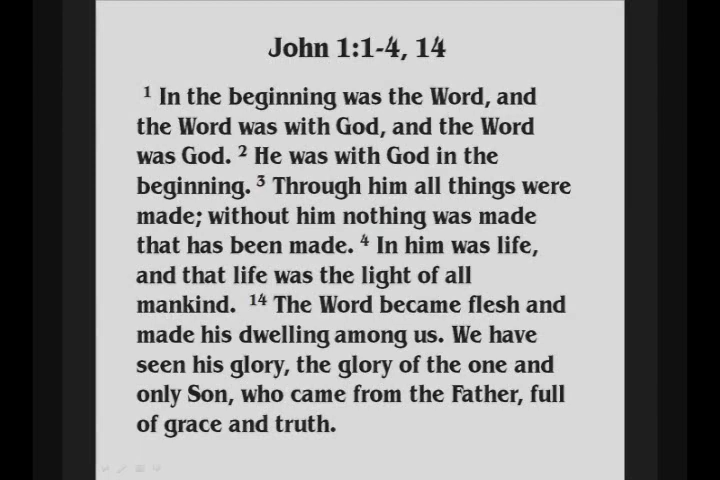 John 1:1-4, 14
1 In the beginning was the Word, and
the Word was with God, and the Word
was God. 2 He was with God in the
beginning. 3 Through him all things were
made; without him nothing was made
that has been made. 4 In him was life,
and that life was the light of all
mankind. 14 The Word became flesh and
made his dwelling among us. We have
seen his glory, the glory of the one and
only Son, who came from the Father, full
of grace and truth.